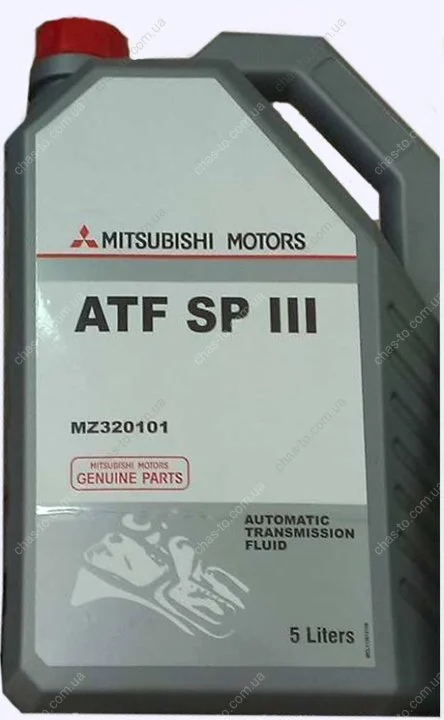 MITSUBISHI MOTORS
ATF SP III
MZ320101
MITSUBISHI MOTORS
GENUINE PARTS
AUTOMATIC
TRANSMISSION
FLUID
5 Liters
chas-to.com.ua